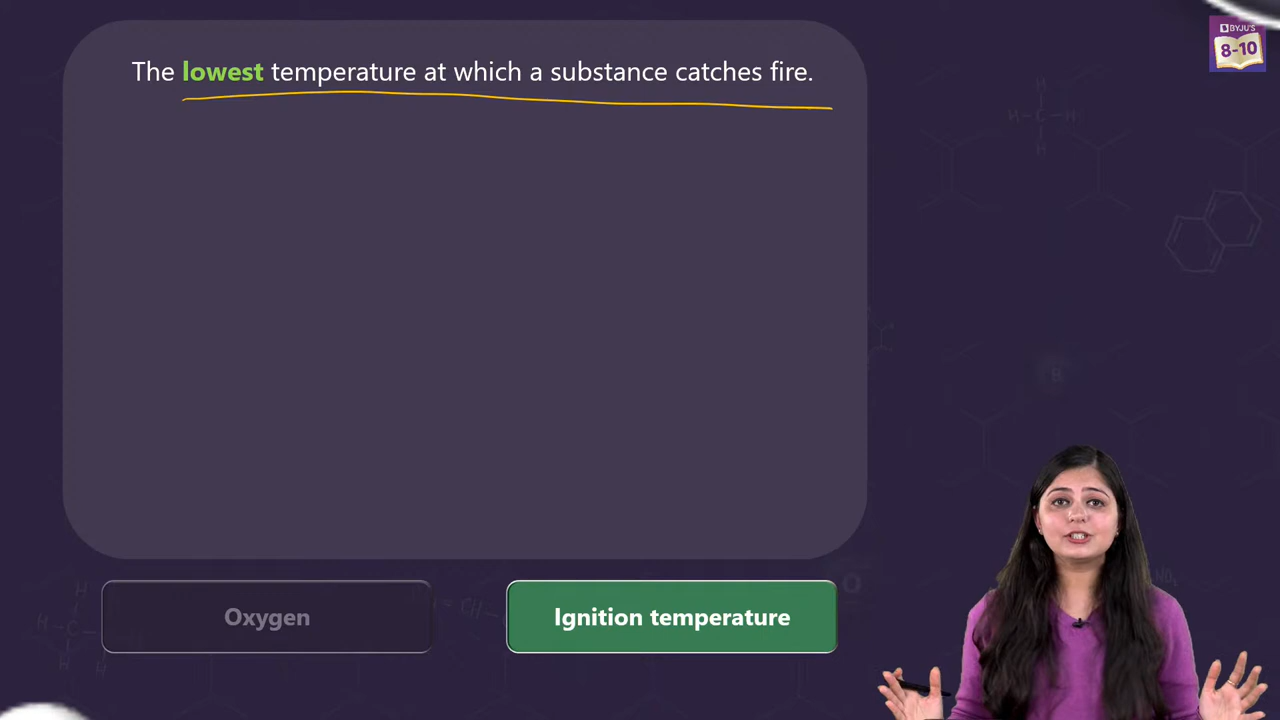 The lowest temperature at which a substance catches fire.
BYJU'S
8-10
Oxygen
Ignition temperature